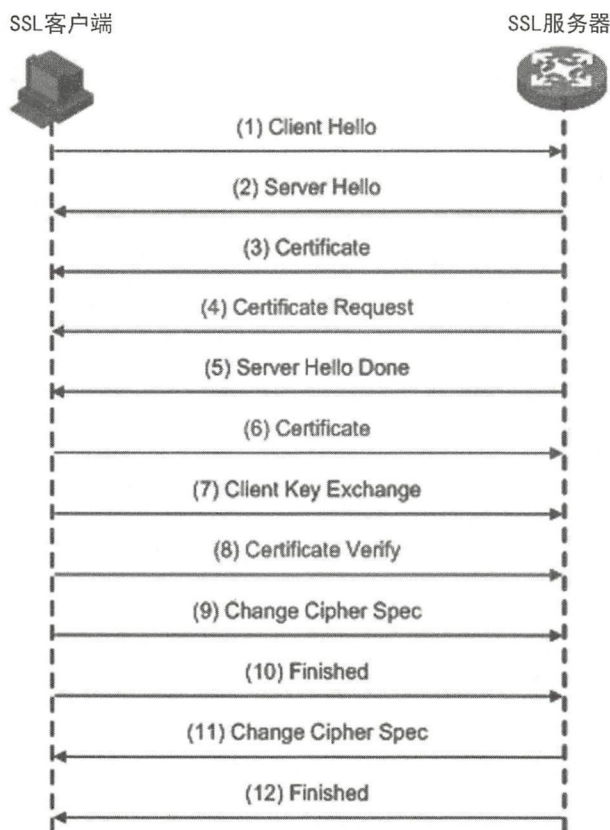 SSL客户端
SSL服务器
(1) Client Hello
(2) Server Hello
(3) Certificate
(4) Certificate Request
(5) Server Hello Done
(6) Certificate
(7) Client Key Exchange
(8) Certificate Verify
(9) Change Cipher Spec
(10) Finished
(11) Change Cipher Spec
(12) Finished